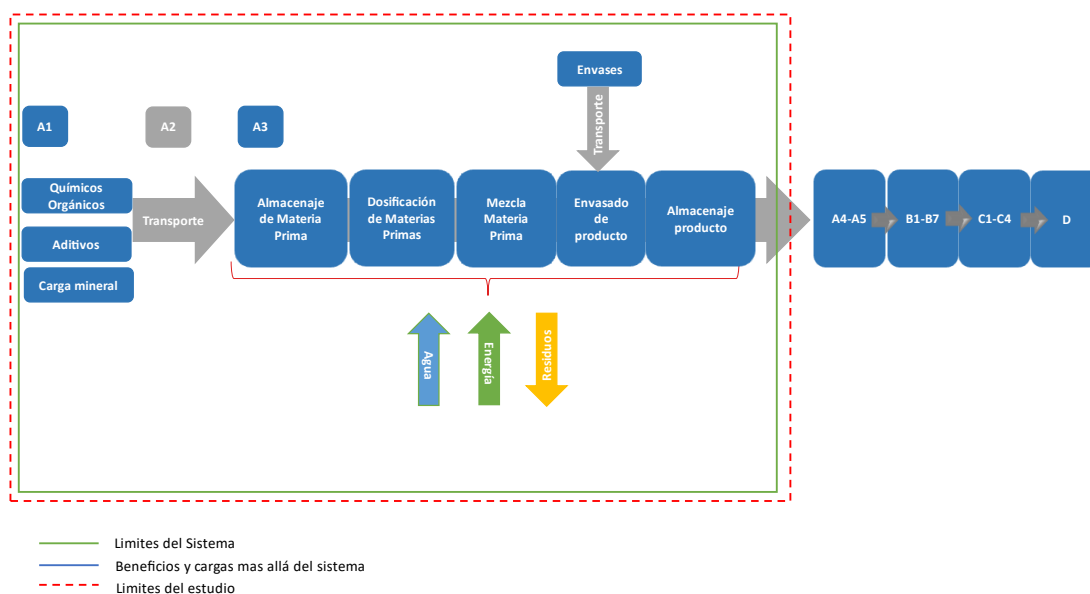 Envases
Transporte
A1
A2
A3
Químicos
Orgánicos
Aditivos
Carga mineral
Transporte
Almacenaje
de Materia
Prima
Dosificación
de Materias
Primas
Mezcla
Materia
Prima
Envasado
de
producto
Almacenaje
producto
A4-A5
B1-B7
C1-C4
D
Agua
Energía
Residuos
Limites del Sistema
Beneficios y cargas mas allá del sistema
Limites del estudio